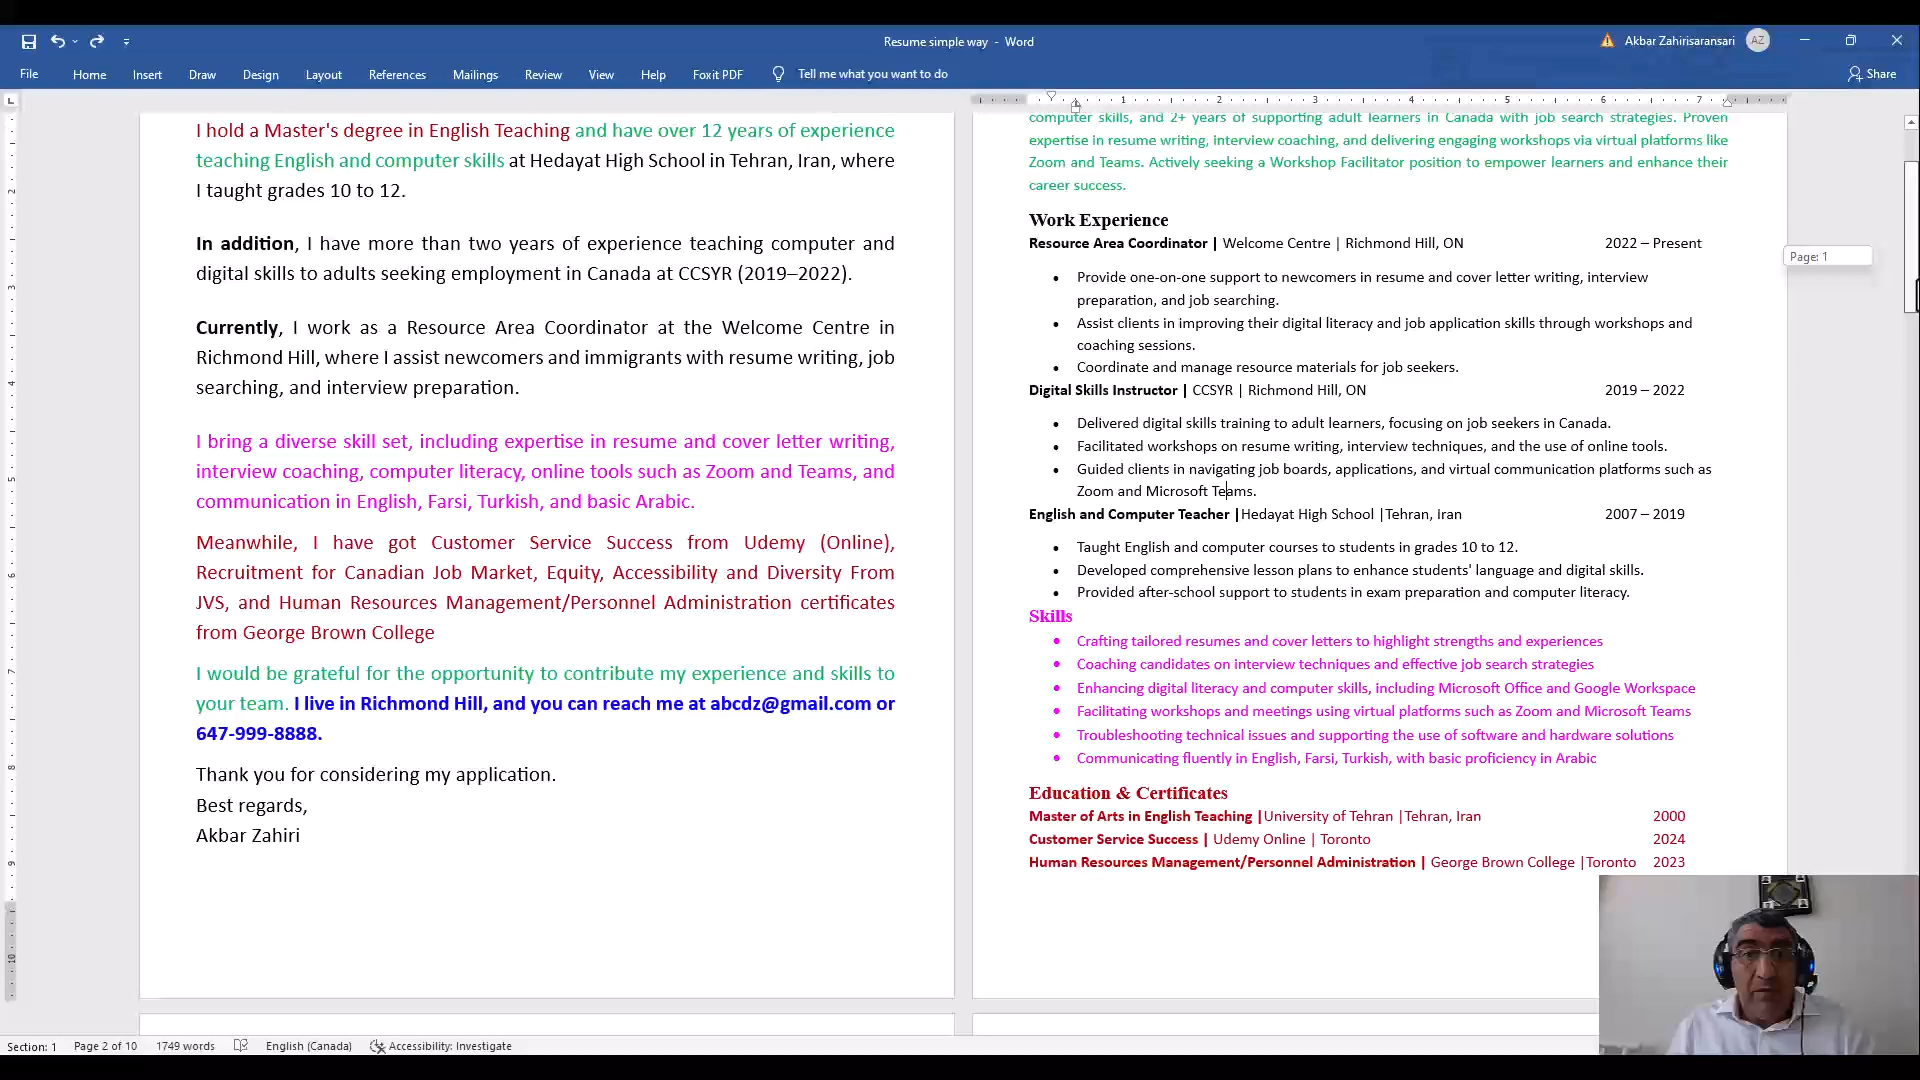 Resume simple way - Word
Akbar Zahirisaransari
AZ
File Home Insert Draw Design Layout References Mailings Review View Help Foxit PDF Tell me what you want to do
Share
I hold a Master's degree in English Teaching and have over 12 years of experience
teaching English and computer skills at Hedayat High School in Tehran, Iran, where
I taught grades 10 to 12.
In addition, I have more than two years of experience teaching computer and
digital skills to adults seeking employment in Canada at CCSYR (2019–2022).
Currently, I work as a Resource Area Coordinator at the Welcome Centre in
Richmond Hill, where I assist newcomers and immigrants with resume writing, job
searching, and interview preparation.
I bring a diverse skill set, including expertise in resume and cover letter writing,
interview coaching, computer literacy, online tools such as Zoom and Teams, and
communication in English, Farsi, Turkish, and basic Arabic.
Meanwhile, I have got Customer Service Success from Udemy (Online),
Recruitment for Canadian Job Market, Equity, Accessibility and Diversity From
JVS, and Human Resources Management/Personnel Administration certificates
from George Brown College
I would be grateful for the opportunity to contribute my experience and skills to
your team. I live in Richmond Hill, and you can reach me at abcdz@gmail.com or
647-999-8888.
Thank you for considering my application.
Best regards,
Akbar Zahiri
1 2 3 4 5 6 7
computer skills, and 2+ years of supporting adult learners in Canada with job search strategies. Proven
expertise in resume writing, interview coaching, and delivering engaging workshops via virtual platforms like
Zoom and Teams. Actively seeking a Workshop Facilitator position to empower learners and enhance their
career success.
Work Experience
Resource Area Coordinator | Welcome Centre | Richmond Hill, ON 2022 – Present
• Provide one-on-one support to newcomers in resume and cover letter writing, interview
preparation, and job searching.
• Assist clients in improving their digital literacy and job application skills through workshops and
coaching sessions.
• Coordinate and manage resource materials for job seekers.
Digital Skills Instructor | CCSYR | Richmond Hill, ON 2019 – 2022
• Delivered digital skills training to adult learners, focusing on job seekers in Canada.
• Facilitated workshops on resume writing, interview techniques, and the use of online tools.
• Guided clients in navigating job boards, applications, and virtual communication platforms such as
Zoom and Microsoft Teams.
English and Computer Teacher |Hedayat High School |Tehran, Iran 2007 – 2019
• Taught English and computer courses to students in grades 10 to 12.
• Developed comprehensive lesson plans to enhance students' language and digital skills.
• Provided after-school support to students in exam preparation and computer literacy.
Skills
• Crafting tailored resumes and cover letters to highlight strengths and experiences
• Coaching candidates on interview techniques and effective job search strategies
• Enhancing digital literacy and computer skills, including Microsoft Office and Google Workspace
• Facilitating workshops and meetings using virtual platforms such as Zoom and Microsoft Teams
• Troubleshooting technical issues and supporting the use of software and hardware solutions
• Communicating fluently in English, Farsi, Turkish, with basic proficiency in Arabic
Education & Certificates
Master of Arts in English Teaching |University of Tehran |Tehran, Iran 2000
Customer Service Success | Udemy Online | Toronto 2024
Human Resources Management/Personnel Administration | George Brown College |Toronto 2023
Page: 1
Section: 1 Page 2 of 10 1749 words English (Canada) Accessibility: Investigate